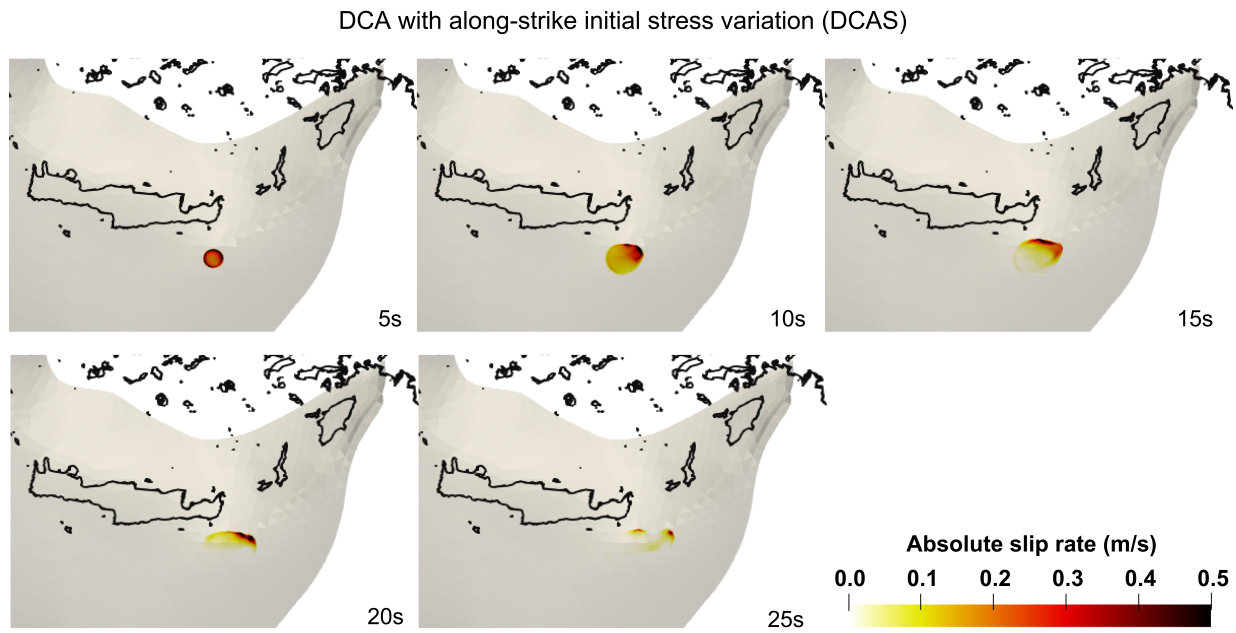 DCA with along-strike initial stress variation (DCAS)
5s
10s
15s
20s
25s
Absolute slip rate (m/s)
0.0 0.1 0.2 0.3 0.4 0.5